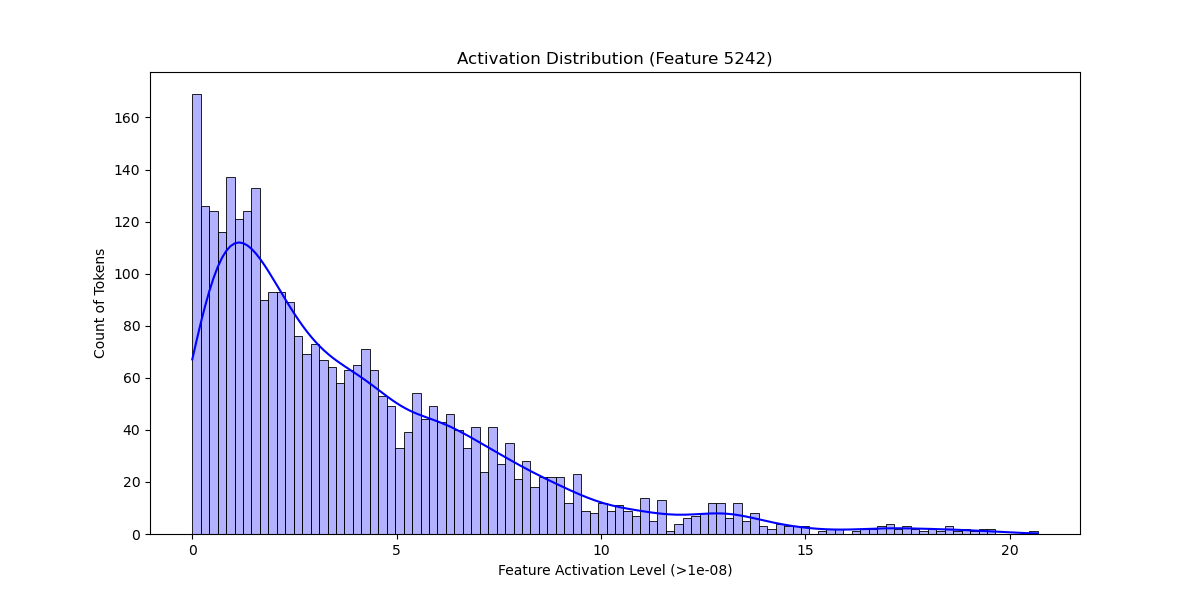 Activation Distribution (Feature 5242)
Count of Tokens
160
140
120
100
80
60
40
20
0
0 5 10 15 20
Feature Activation Level (>1e-08)